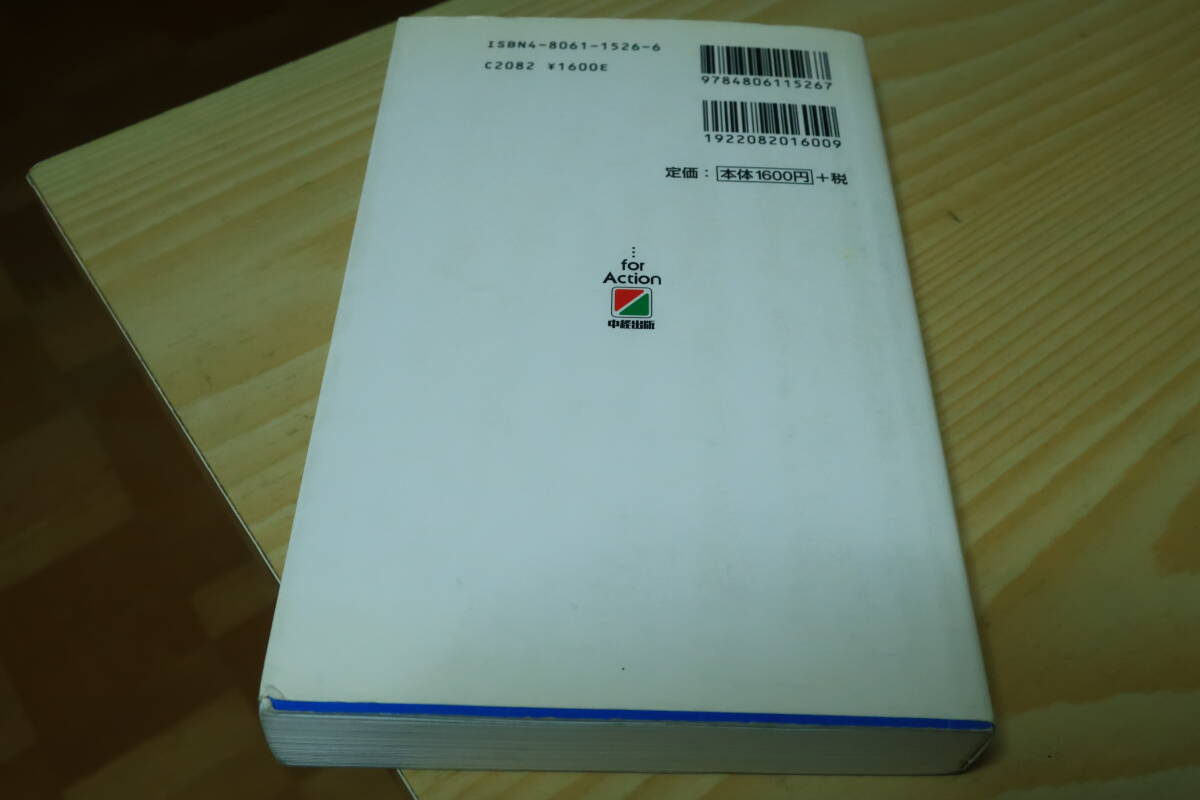 ISBN4-8061-1526-6
C2082 ¥1600E
9784806115267
1922082016009
定価：本体1600円+税
…for
Action
中経出版